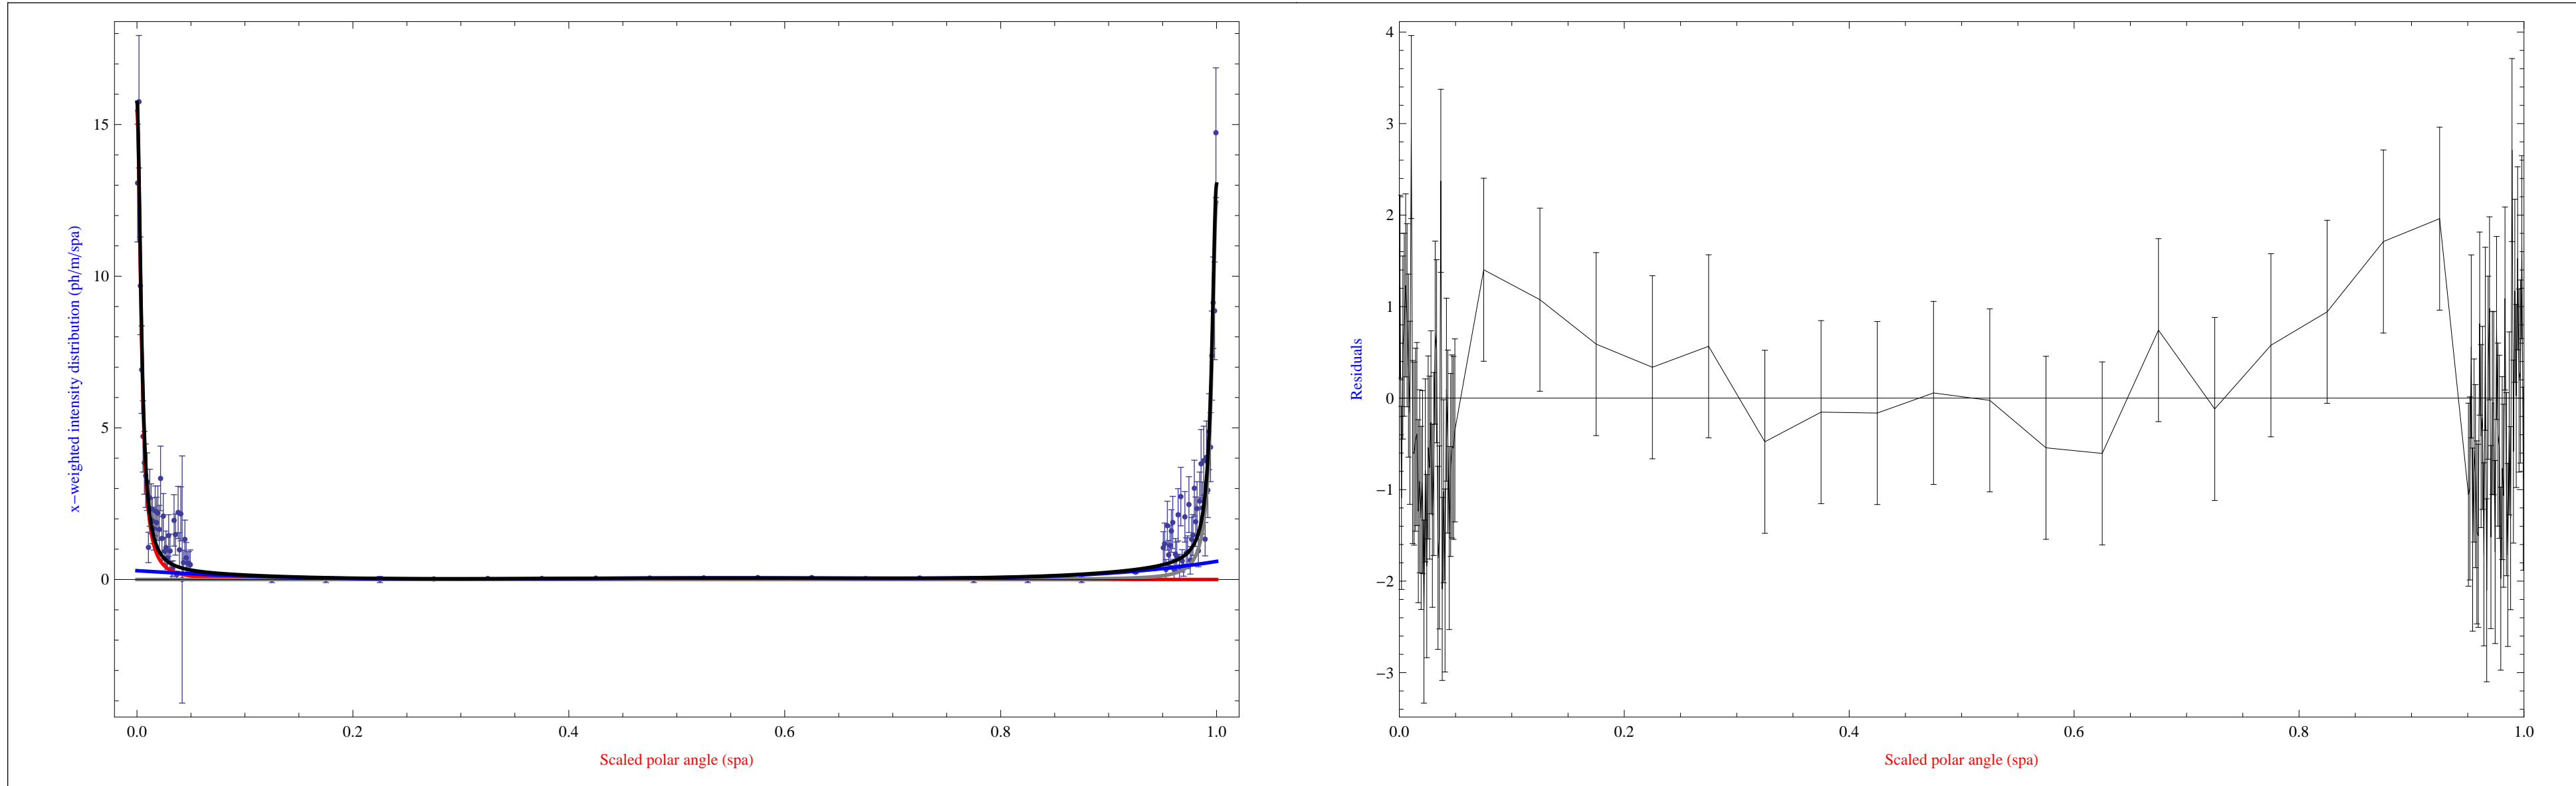 x−weighted intensity distribution (ph/m/spa)
15
10
5
0
0.0 0.2 0.4 0.6 0.8 1.0
Scaled polar angle (spa)
Residuals
4
3
2
1
0
−1
−2
−3
0.0 0.2 0.4 0.6 0.8 1.0
Scaled polar angle (spa)